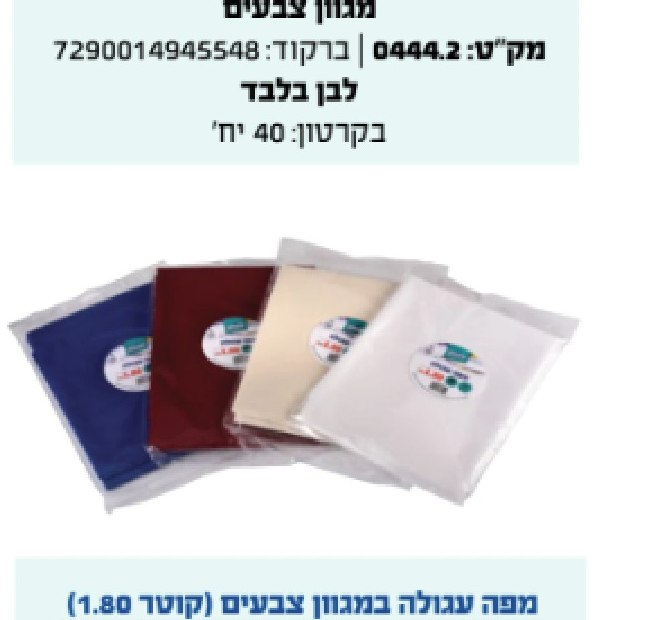 מגוון צבעים
מק"ט: 0444.2 | ברקוד: 7290014945548
לבן בלבד
בקרטון: 40 יח'
מפה עגולה במגוון צבעים (קוטר 1.80)